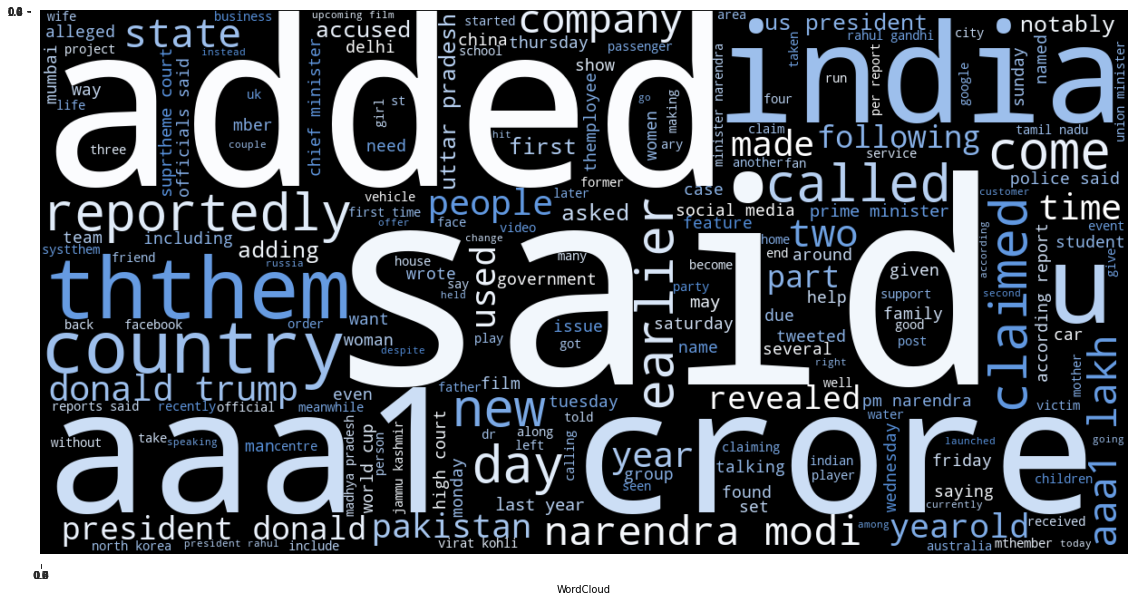 added
india
said
aaa1 crore
ththem
country
reportedly
u
state
company
us president
notably
wife
alleged
business
upcoming film
accused
started
china
thursday
school
passenger
area
rahul gandhi
city
project
instead
delhi
mumbai
way
life
uk
mber
couple
three
suprtheme court
officials said
chief minister
girl
st
need
uttar pradesh
hit
first
show
themployee
go
women
making
ary
minister narendra
taken
four
run
per report
google
sunday
named
union minister
made
claim
following
another
fan
service
come
tamil nadu
police said
former
later
vehicle
first time
offer
people
face
video
asked
case
social media
feature
called
prime minister
customer
time
event
student
team
including
adding
systthem
friend
russia
change
house
wrote
say
held
used
many
government
earlier
home
two
end
around
become
part
given
according
given
party
may
help
support
family
good
post
second
claimed
according report
back
facebook
order
want
woman
despite
play
issue
got
saturday
name
due
tweeted
several
right
car
mother
donald trump
father
film
even
well
revealed
pm narendra
victim
aaa1 lakh
reports said
recently
official
meanwhile
new
tuesday
told
water
without
take
speaking
mancentre
madhya pradesh
world cup
person
jammu kashmir
high court
monday
dr
along
left
calling
day
year
group
seen
claiming
talking
indian
player
wednesday
launched
friday
going
children
last year
found
set
saying
currently
president donald
pakistan
narendra modi
among
yearold
received
north korea
president rahul
include
virat kohli
australia
mthember
today
WordCloud